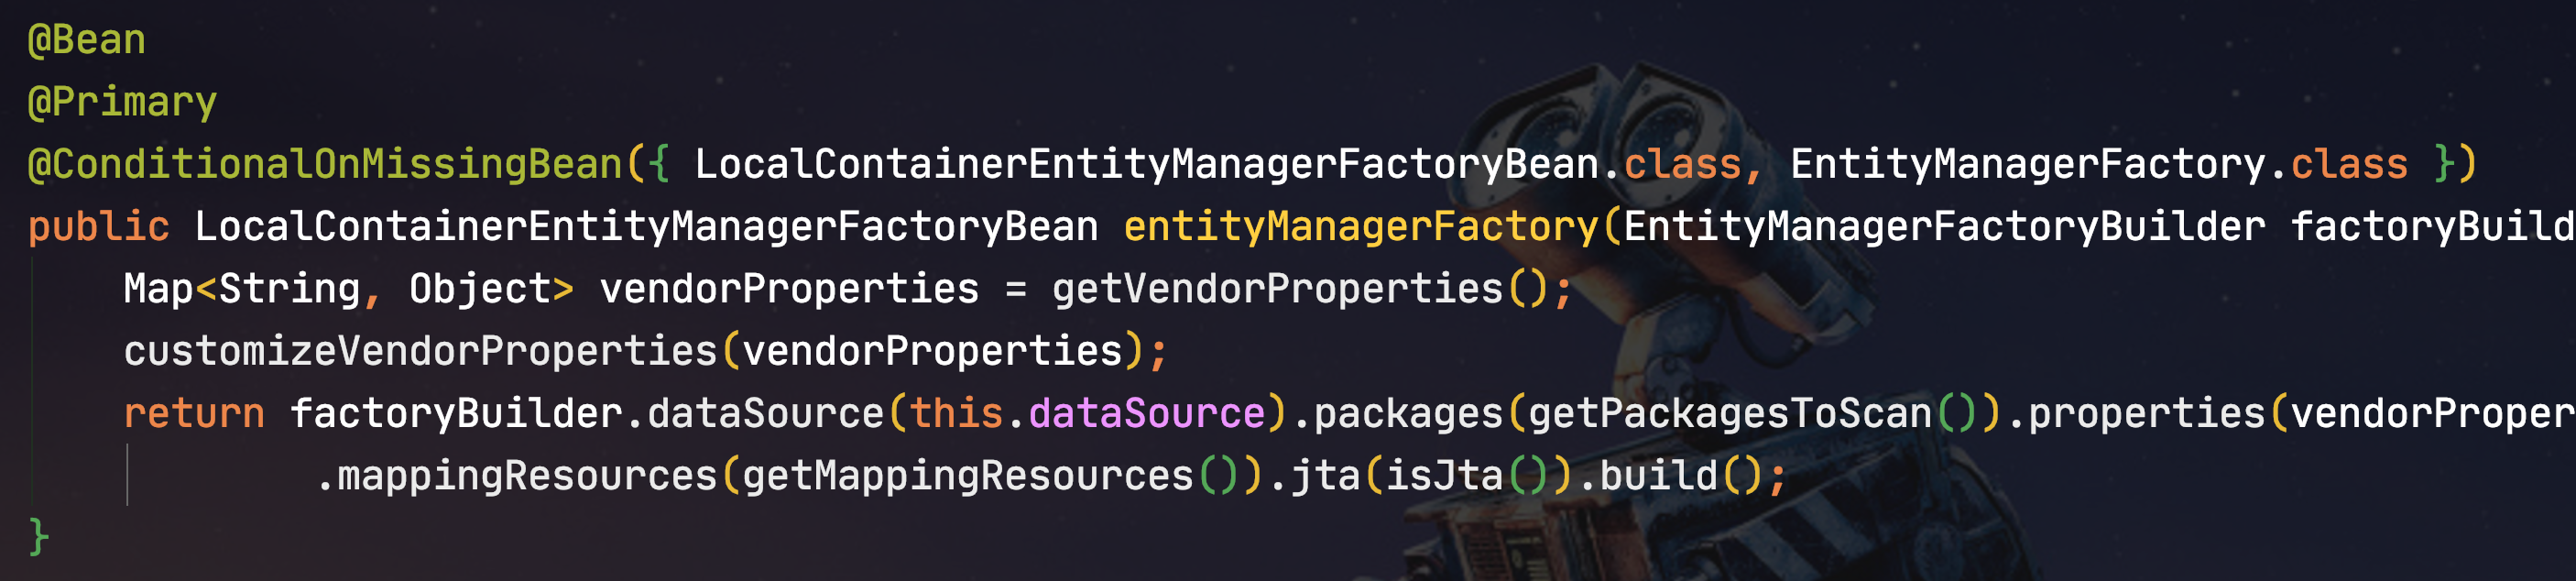 @Bean
@Primary
@ConditionalOnMissingBean({ LocalContainerEntityManagerFactoryBean.class, EntityManagerFactory.class })
public LocalContainerEntityManagerFactoryBean entityManagerFactory(EntityManagerFactoryBuilder factoryBuild
Map<String, Object> vendorProperties = getVendorProperties();
customizeVendorProperties(vendorProperties);
return factoryBuilder.dataSource(this.dataSource).packages(getPackagesToScan()).properties(vendorProper
.mappingResources(getMappingResources()).jta(isJta()).build();
}